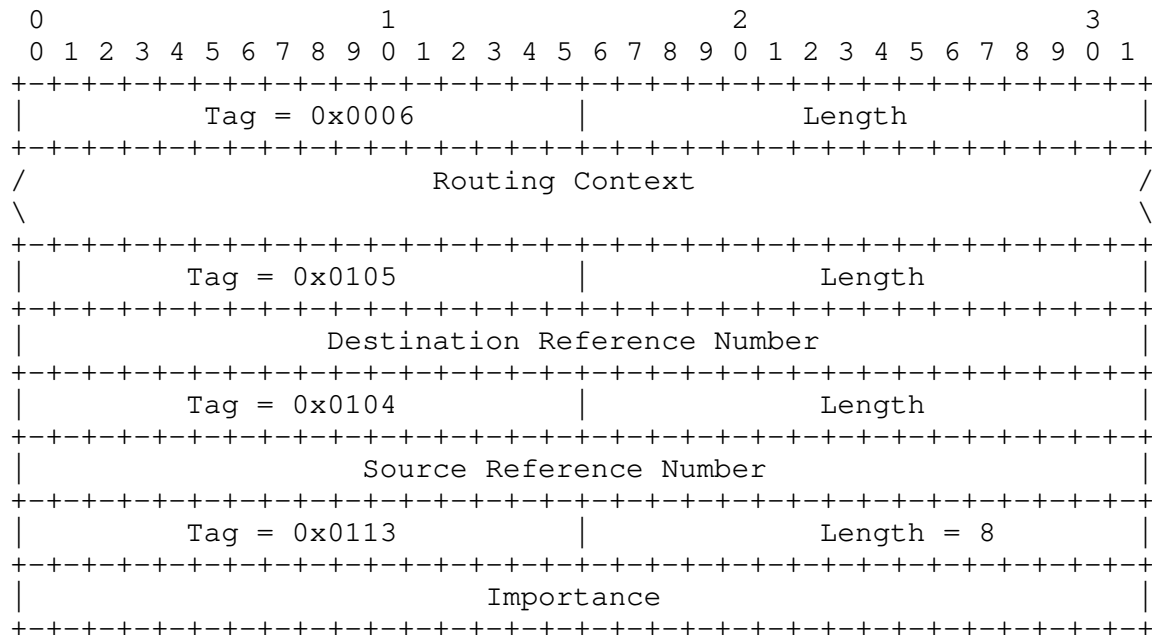 0                   1                   2                   3
 0 1 2 3 4 5 6 7 8 9 0 1 2 3 4 5 6 7 8 9 0 1 2 3 4 5 6 7 8 9 0 1
+-+-+-+-+-+-+-+-+-+-+-+-+-+-+-+-+-+-+-+-+-+-+-+-+-+-+-+-+-+-+-+-+
|          Tag = 0x0006         |            Length             |
+-+-+-+-+-+-+-+-+-+-+-+-+-+-+-+-+-+-+-+-+-+-+-+-+-+-+-+-+-+-+-+-+
/                       Routing Context                         /
\                                                               \
+-+-+-+-+-+-+-+-+-+-+-+-+-+-+-+-+-+-+-+-+-+-+-+-+-+-+-+-+-+-+-+-+
|         Tag = 0x0105          |             Length            |
+-+-+-+-+-+-+-+-+-+-+-+-+-+-+-+-+-+-+-+-+-+-+-+-+-+-+-+-+-+-+-+-+
|                 Destination Reference Number                  |
+-+-+-+-+-+-+-+-+-+-+-+-+-+-+-+-+-+-+-+-+-+-+-+-+-+-+-+-+-+-+-+-+
|         Tag = 0x0104          |             Length            |
+-+-+-+-+-+-+-+-+-+-+-+-+-+-+-+-+-+-+-+-+-+-+-+-+-+-+-+-+-+-+-+-+
|                   Source Reference Number                     |
+-+-+-+-+-+-+-+-+-+-+-+-+-+-+-+-+-+-+-+-+-+-+-+-+-+-+-+-+-+-+-+-+
|         Tag = 0x0113          |             Length = 8        |
+-+-+-+-+-+-+-+-+-+-+-+-+-+-+-+-+-+-+-+-+-+-+-+-+-+-+-+-+-+-+-+-+
|                          Importance                           |
+-+-+-+-+-+-+-+-+-+-+-+-+-+-+-+-+-+-+-+-+-+-+-+-+-+-+-+-+-+-+-+-+